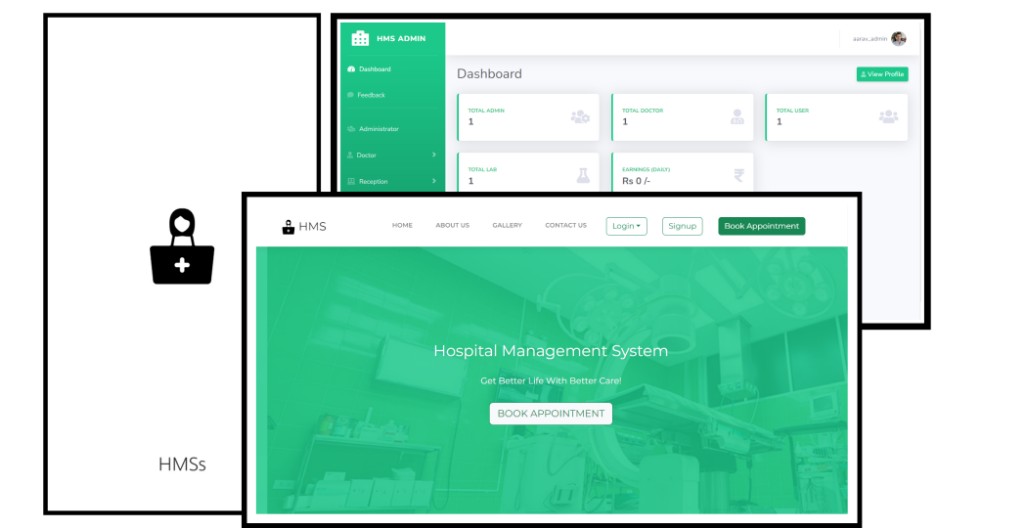 HMSs
HMS ADMIN
aarav_admin
Dashboard
Feedback
Administrator
Doctor
Reception
Dashboard
View Profile
TOTAL ADMIN
1
TOTAL DOCTOR
1
TOTAL USER
1
TOTAL LAB
1
EARNINGS (DAILY)
Rs 0 /-
HMS
HOME ABOUT US GALLERY CONTACT US Login Signup Book Appointment
Hospital Management System
Get Better Life With Better Care!
BOOK APPOINTMENT